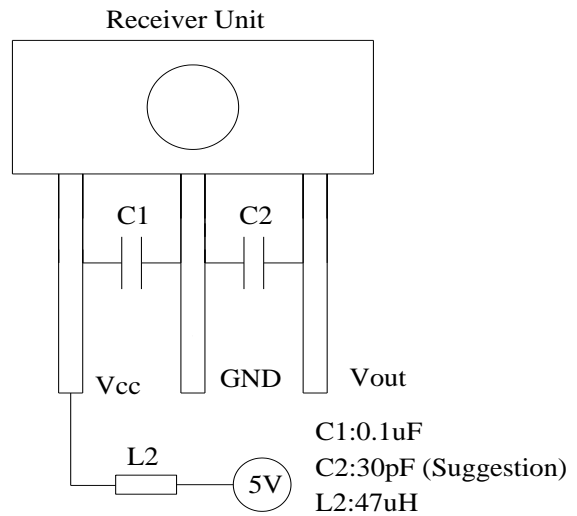 Receiver Unit
C1
C2
Vcc
GND
Vout
L2
5V
C1:0.1uF
C2:30pF (Suggestion)
L2:47uH